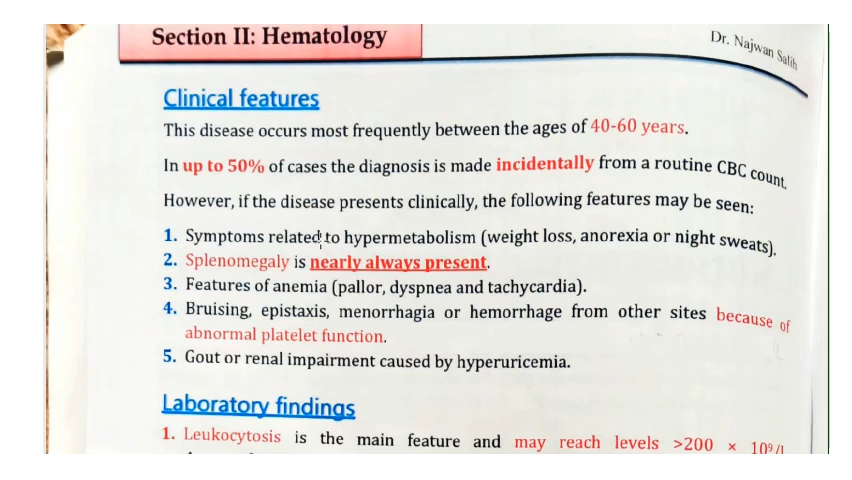 Section II: Hematology
Dr. Najwan Salih
Clinical features
This disease occurs most frequently between the ages of 40-60 years.
In up to 50% of cases the diagnosis is made incidentally from a routine CBC count.
However, if the disease presents clinically, the following features may be seen:
1. Symptoms related to hypermetabolism (weight loss, anorexia or night sweats).
2. Splenomegaly is nearly always present.
3. Features of anemia (pallor, dyspnea and tachycardia).
4. Bruising, epistaxis, menorrhagia or hemorrhage from other sites because of
abnormal platelet function.
5. Gout or renal impairment caused by hyperuricemia.
Laboratory findings
1. Leukocytosis is the main feature and may reach levels >200 × 10⁹/l